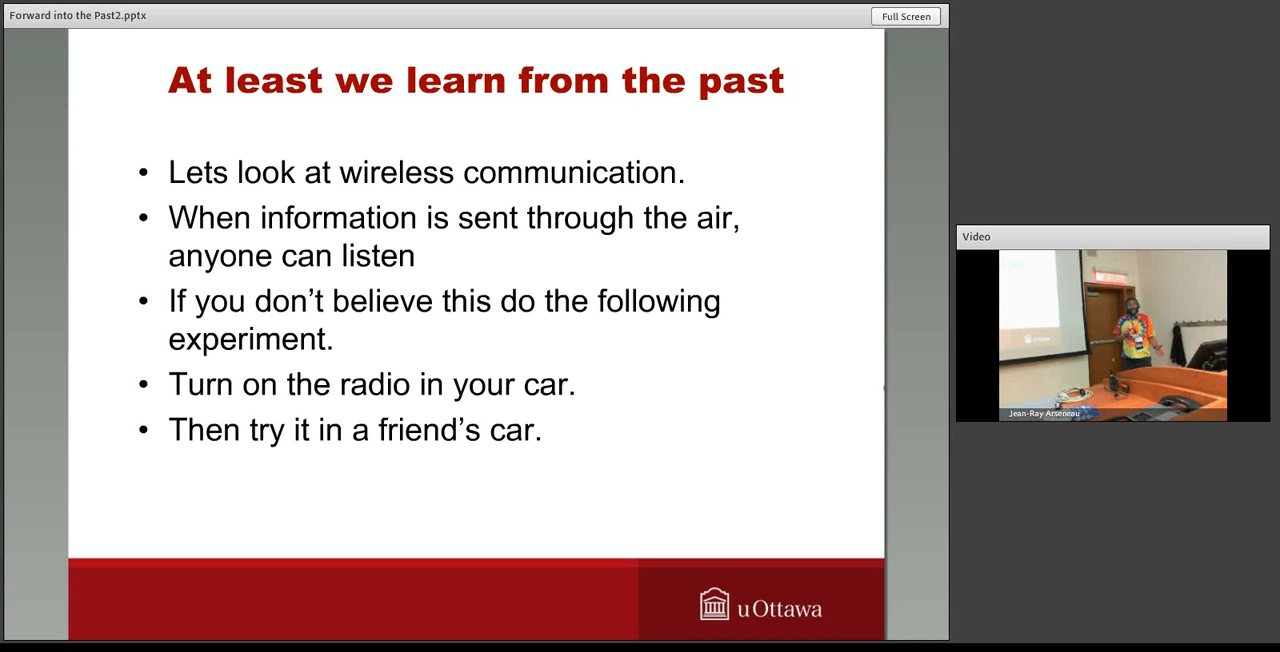 Forward into the Past2.pptx
Full Screen
At least we learn from the past
• Lets look at wireless communication.
• When information is sent through the air,
anyone can listen
• If you don’t believe this do the following
experiment.
• Turn on the radio in your car.
• Then try it in a friend’s car.
uOttawa
Video
uOttawa
Jean-Ray Arseneau